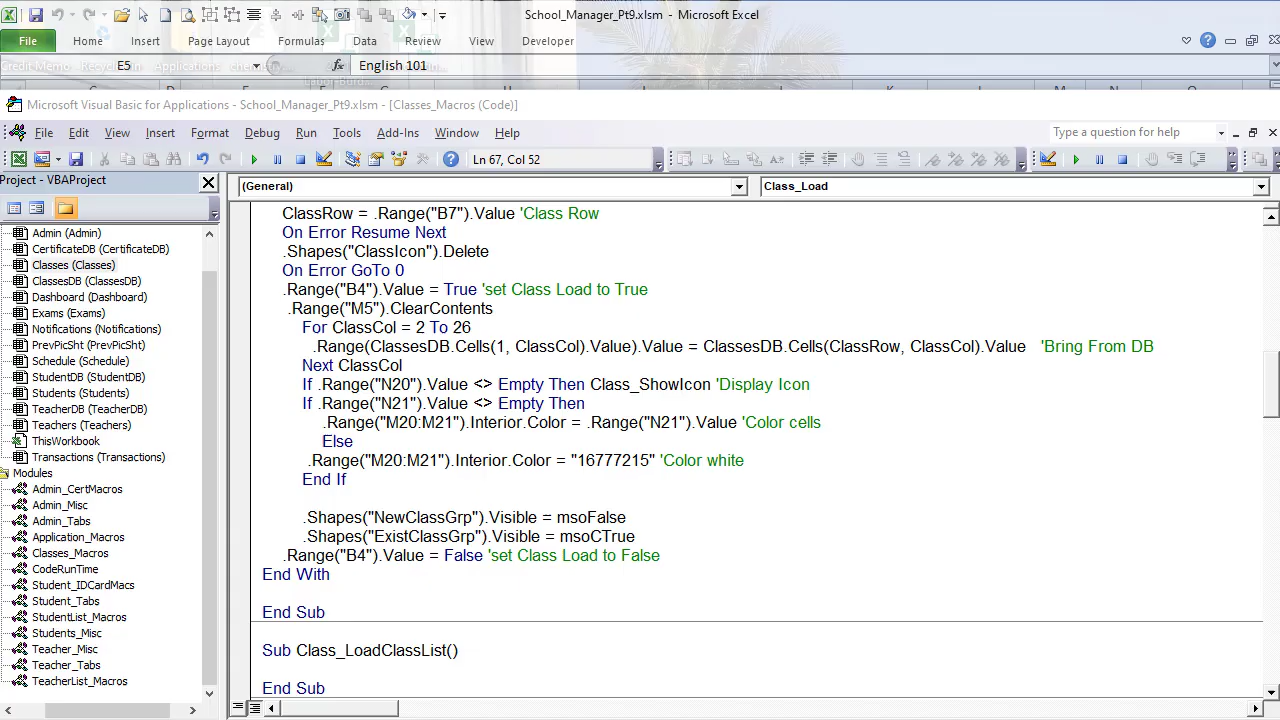 School_Manager_Pt9.xlsm - Microsoft Excel
File Home Insert Page Layout Formulas Data Review View Developer
Credit Memo Recycle Bin Applications E5 fx English 101
Microsoft Visual Basic for Applications - School_Manager_Pt9.xlsm - [Classes_Macros (Code)]
File Edit View Insert Format Debug Run Tools Add-Ins Window Help Type a question for help
Ln 67, Col 52
Project - VBAProject
(General) Class_Load
Admin (Admin)
CertificateDB (CertificateDB)
Classes (Classes)
ClassesDB (ClassesDB)
Dashboard (Dashboard)
Exams (Exams)
Notifications (Notifications)
PrevPicSht (PrevPicSht)
Schedule (Schedule)
StudentDB (StudentDB)
Students (Students)
TeacherDB (TeacherDB)
Teachers (Teachers)
ThisWorkbook
Transactions (Transactions)
Modules
Admin_CertMacros
Admin_Misc
Admin_Tabs
Application_Macros
Classes_Macros
CodeRunTime
Student_IDCardMacs
Student_Tabs
StudentList_Macros
Students_Misc
Teacher_Misc
Teacher_Tabs
TeacherList_Macros
ClassRow = .Range("B7").Value 'Class Row
On Error Resume Next
.Shapes("ClassIcon").Delete
On Error GoTo 0
.Range("B4").Value = True 'set Class Load to True
.Range("M5").ClearContents
For ClassCol = 2 To 26
.Range(ClassesDB.Cells(1, ClassCol).Value).Value = ClassesDB.Cells(ClassRow, ClassCol).Value 'Bring From DB
Next ClassCol
If .Range("N20").Value <> Empty Then Class_ShowIcon 'Display Icon
If .Range("N21").Value <> Empty Then
.Range("M20:M21").Interior.Color = .Range("N21").Value 'Color cells
Else
.Range("M20:M21").Interior.Color = "16777215" 'Color white
End If
.Shapes("NewClassGrp").Visible = msoFalse
.Shapes("ExistClassGrp").Visible = msoCTrue
.Range("B4").Value = False 'set Class Load to False
End With
End Sub
Sub Class_LoadClassList()
End Sub